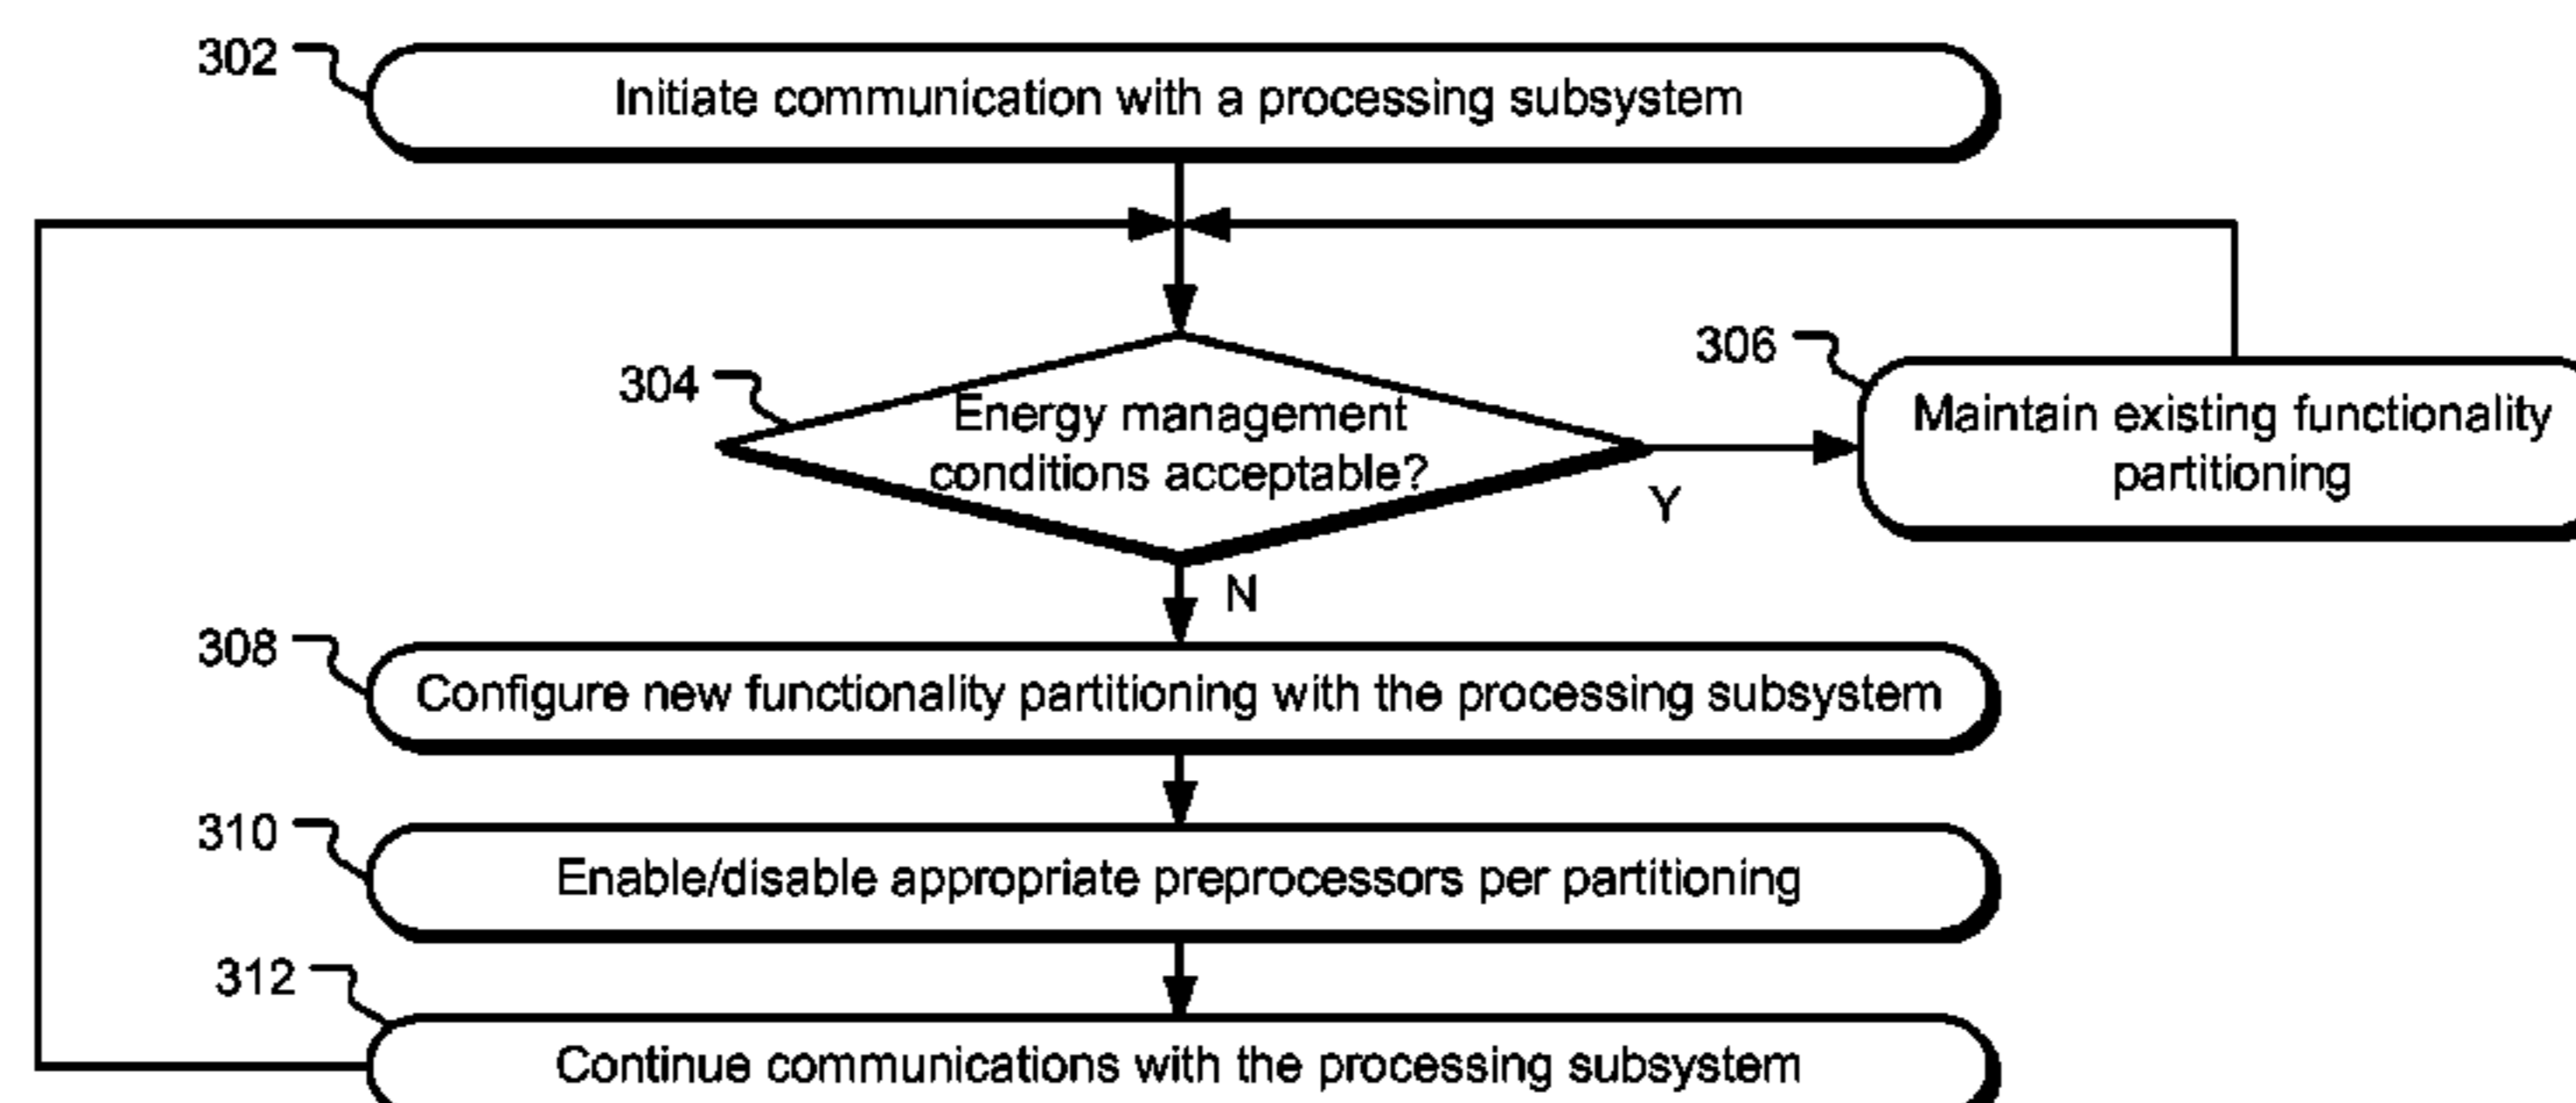 302
Initiate communication with a processing subsystem
304
Energy management
conditions acceptable?
Y
N
306
Maintain existing functionality
partitioning
308
Configure new functionality partitioning with the processing subsystem
310
Enable/disable appropriate preprocessors per partitioning
312
Continue communications with the processing subsystem